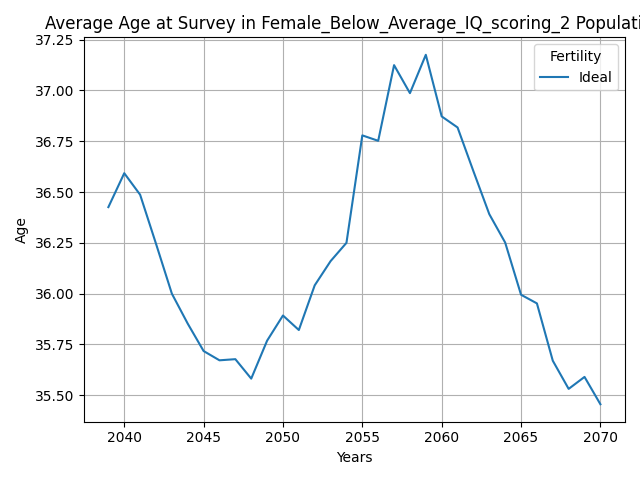 Average Age at Survey in Female_Below_Average_IQ_scoring_2 Populati
Fertility
Ideal
37.25
37.00
36.75
36.50
36.25
36.00
35.75
35.50
Age
2040 2045 2050 2055 2060 2065 2070
Years